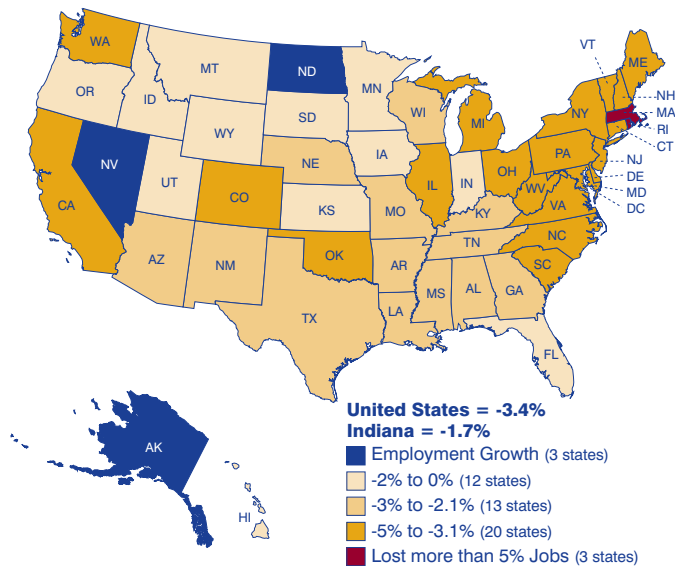 WA
MT
ND
MN
VT
ME
OR
ID
SD
WI
MI
NY
NH
MA
RI
CT
WY
NV
NE
IA
PA
NJ
DE
MD
DC
UT
CO
IL
IN
OH
WV
VA
CA
KS
MO
KY
NC
AZ
NM
OK
AR
TN
SC
TX
LA
MS
AL
GA
FL
AK
HI
United States = -3.4%
Indiana = -1.7%
Employment Growth (3 states)
-2% to 0% (12 states)
-3% to -2.1% (13 states)
-5% to -3.1% (20 states)
Lost more than 5% Jobs (3 states)